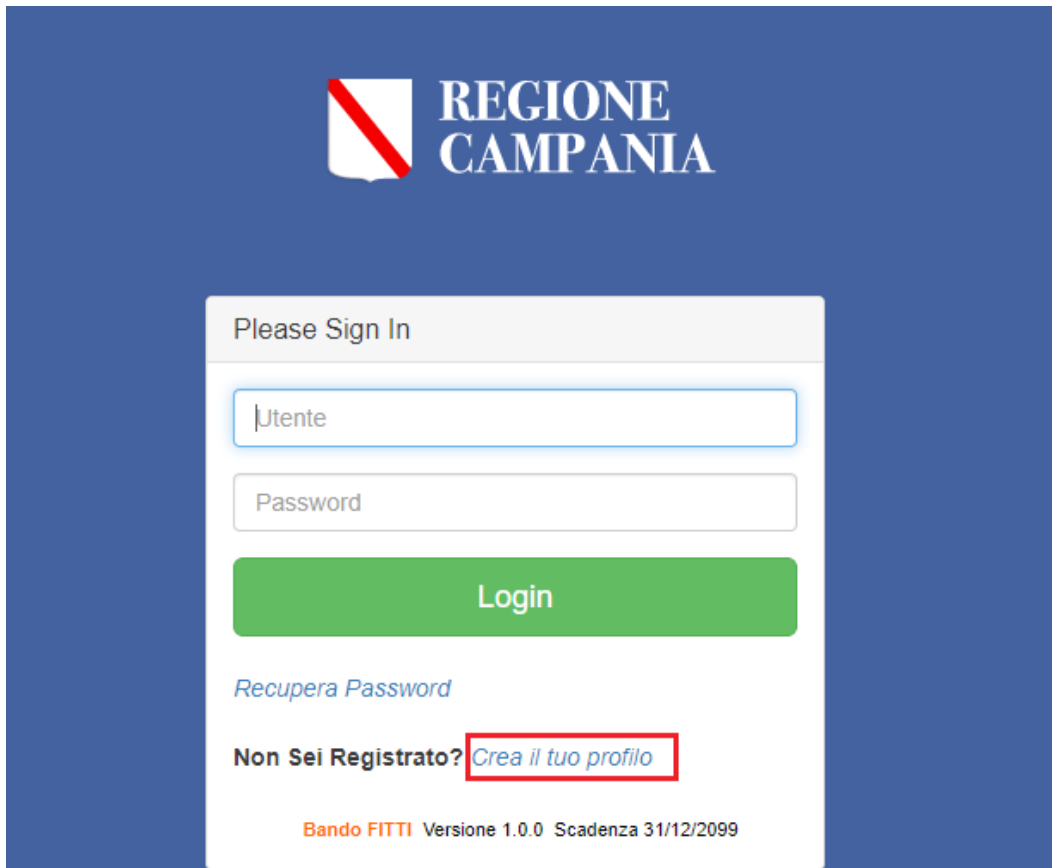 REGIONE
CAMPANIA
Please Sign In
Utente
Password
Login
Recupera Password
Non Sei Registrato? Crea il tuo profilo
Bando FITTI Versione 1.0.0 Scadenza 31/12/2099